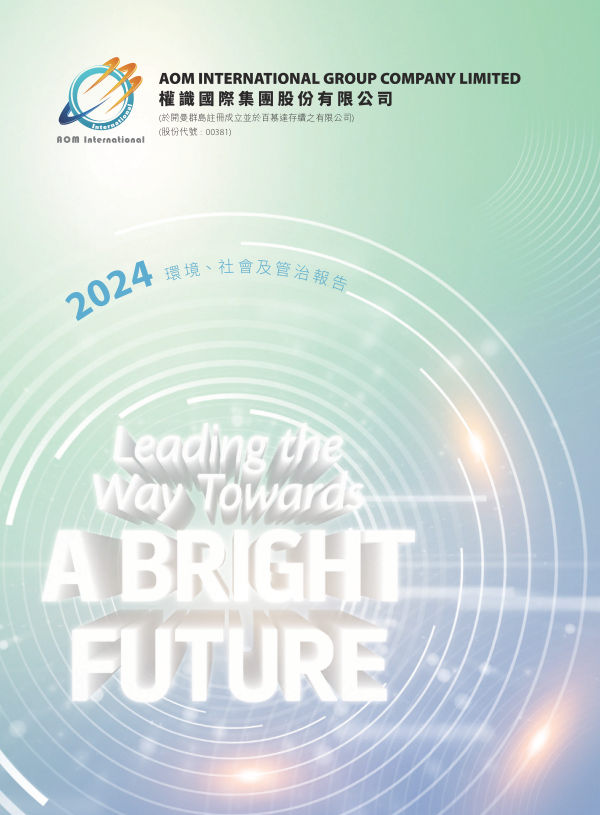 AOM INTERNATIONAL GROUP COMPANY LIMITED
權識國際集團股份有限公司
(於開曼群島註冊成立並於百慕達存續之有限公司)
(股份代號 : 00381)
International
AOM International
2024 環境、社會及管治報告
Leading the
Way Towards
A BRIGHT
FUTURE